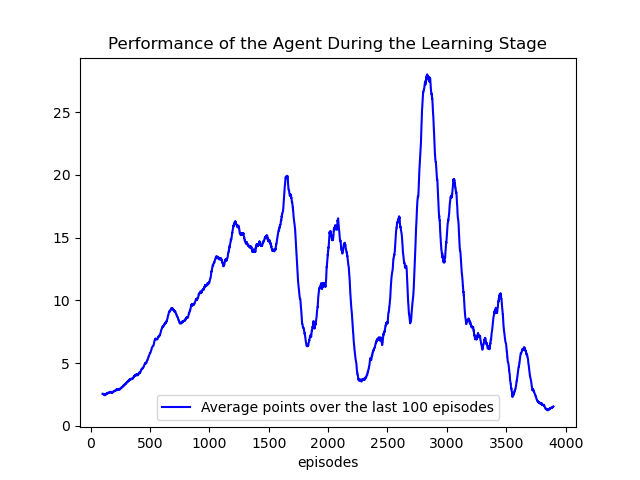 Performance of the Agent During the Learning Stage
25
20
15
10
5
0
Average points over the last 100 episodes
0 500 1000 1500 2000 2500 3000 3500 4000
episodes